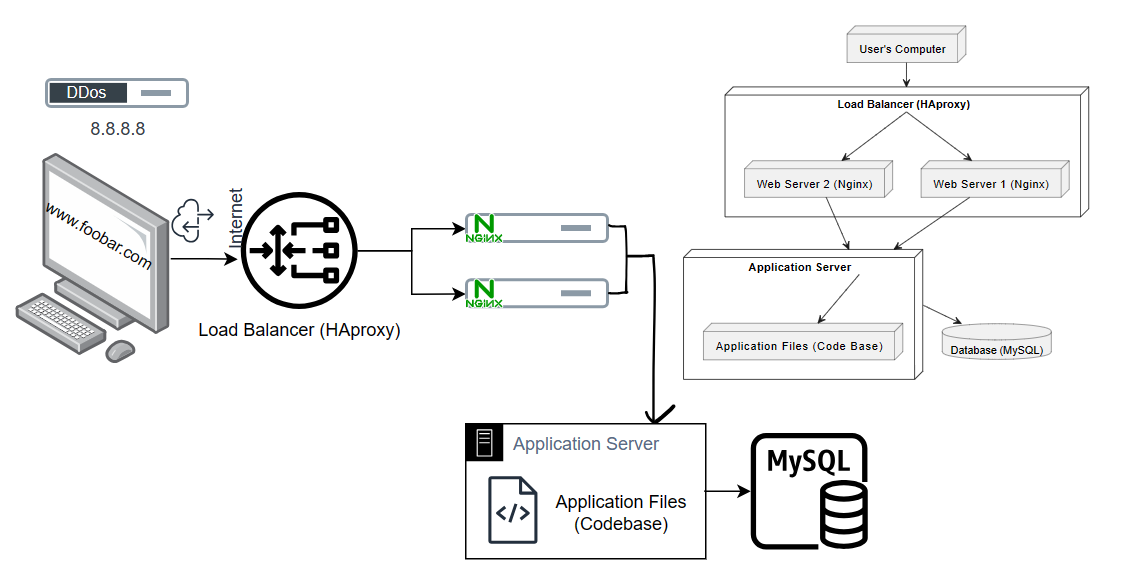 DDos
8.8.8.8
www.foobar.com
Internet
Load Balancer (HAproxy)
NGINX
NGINX
Application Server
Application Files
(Codebase)
MySQL
User's Computer
Load Balancer (HAproxy)
Web Server 2 (Nginx)
Web Server 1 (Nginx)
Application Server
Application Files (Code Base)
Database (MySQL)